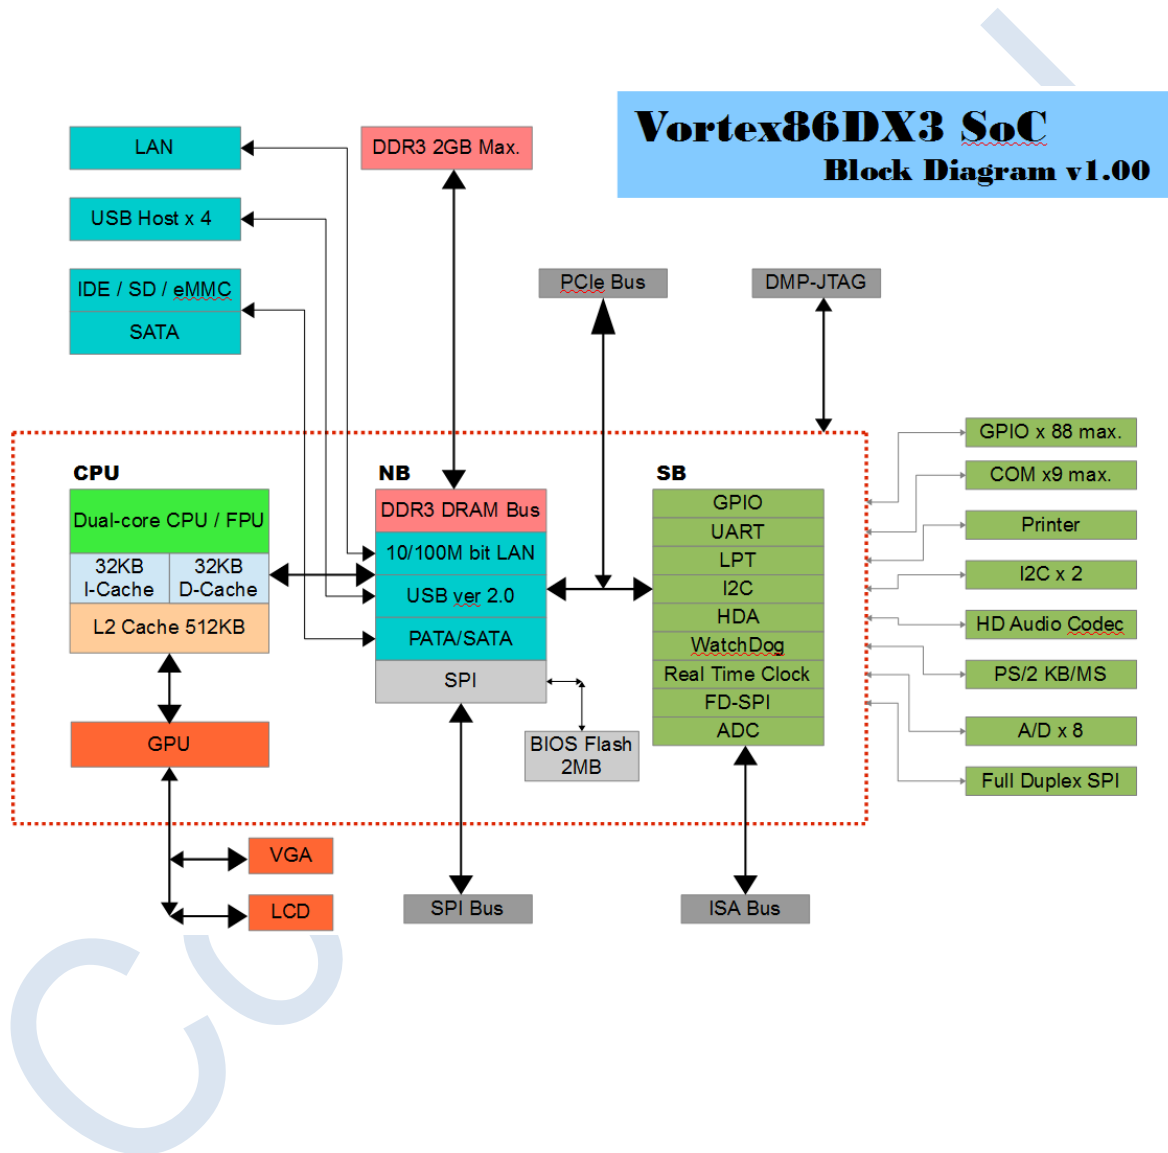 Vortex86DX3 SoC
Block Diagram v1.00
LAN
DDR3 2GB Max.
USB Host x 4
IDE / SD / eMMC
SATA
PCIe Bus
DMP-JTAG
CPU
Dual-core CPU / FPU
32KB
I-Cache
32KB
D-Cache
L2 Cache 512KB
GPU
NB
DDR3 DRAM Bus
10/100M bit LAN
USB ver 2.0
PATA/SATA
SPI
BIOS Flash
2MB
SB
GPIO
UART
LPT
I2C
HDA
WatchDog
Real Time Clock
FD-SPI
ADC
GPIO x 88 max.
COM x9 max.
Printer
I2C x 2
HD Audio Codec
PS/2 KB/MS
A/D x 8
Full Duplex SPI
VGA
LCD
SPI Bus
ISA Bus